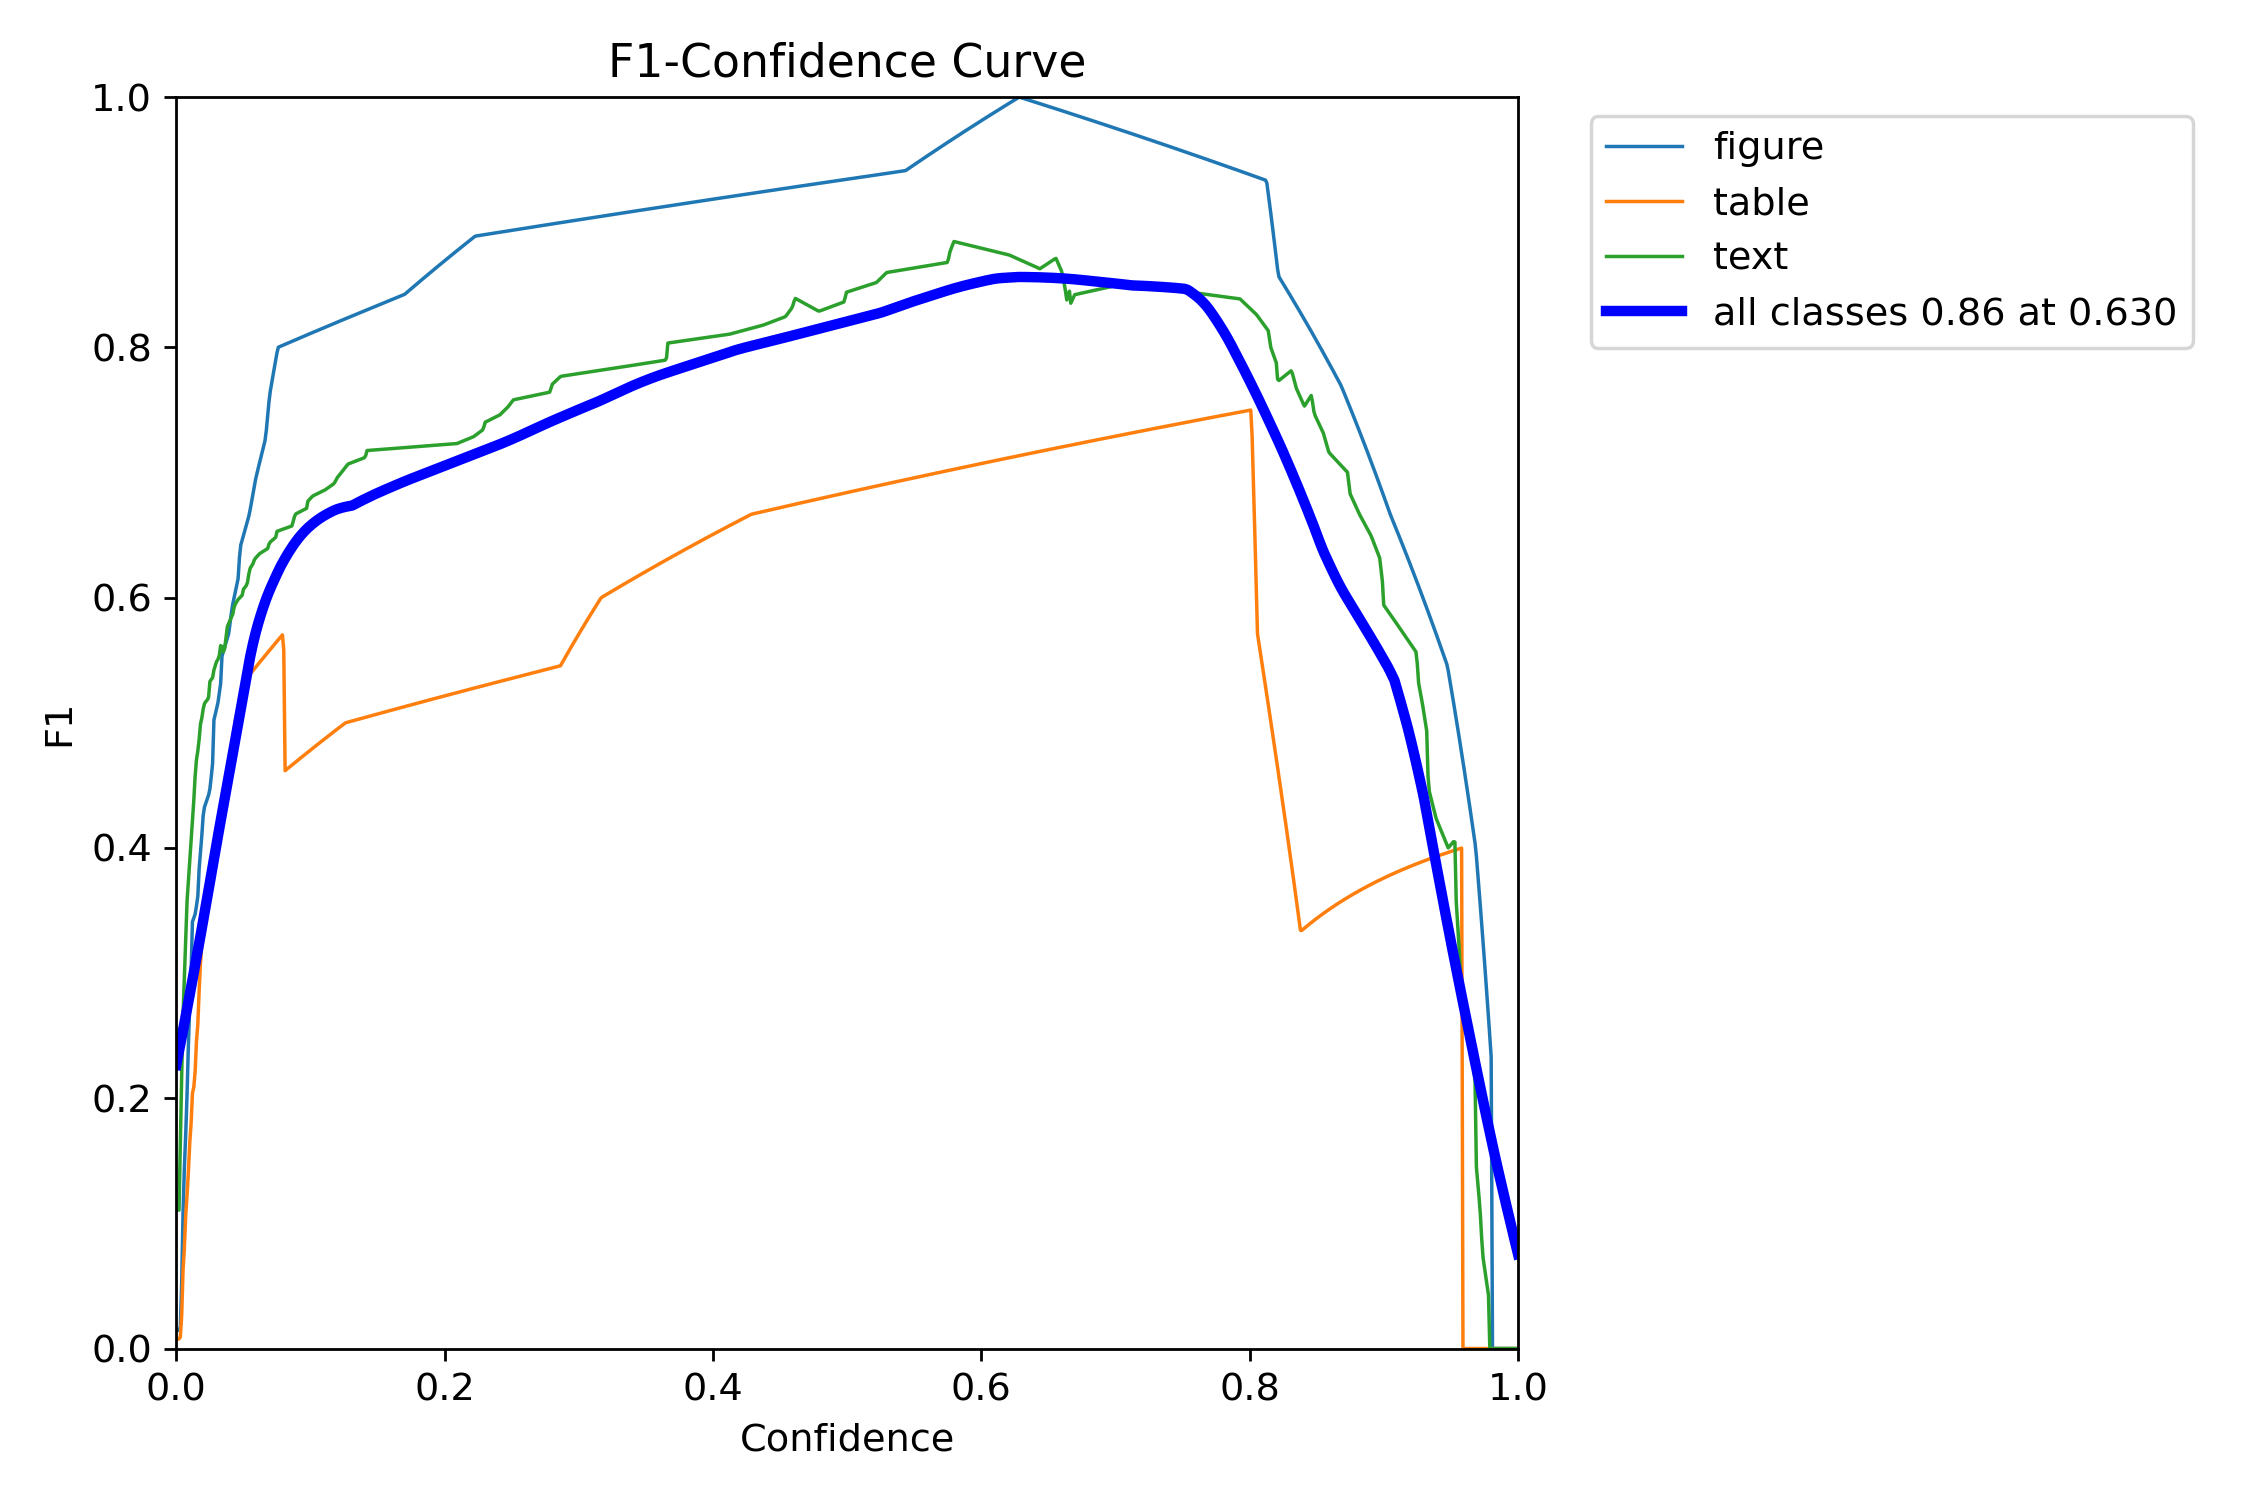 F1-Confidence Curve
1.0
0.8
0.6
0.4
0.2
0.0
F1
0.0 0.2 0.4 0.6 0.8 1.0
Confidence
figure
table
text
all classes 0.86 at 0.630